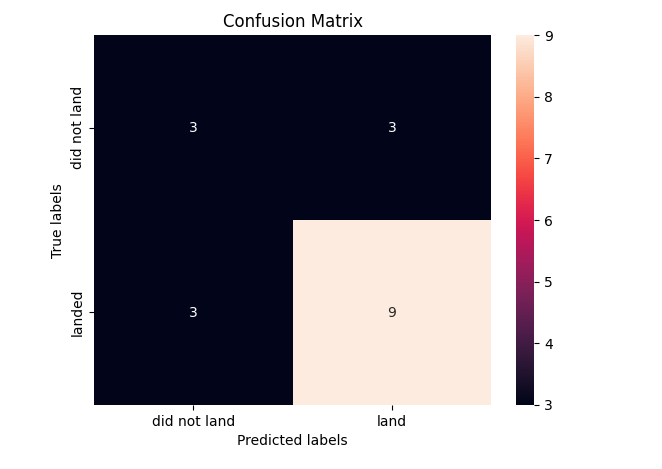 Confusion Matrix
True labels
did not land
landed
3
3
3
9
did not land
land
Predicted labels
9
8
7
6
5
4
3